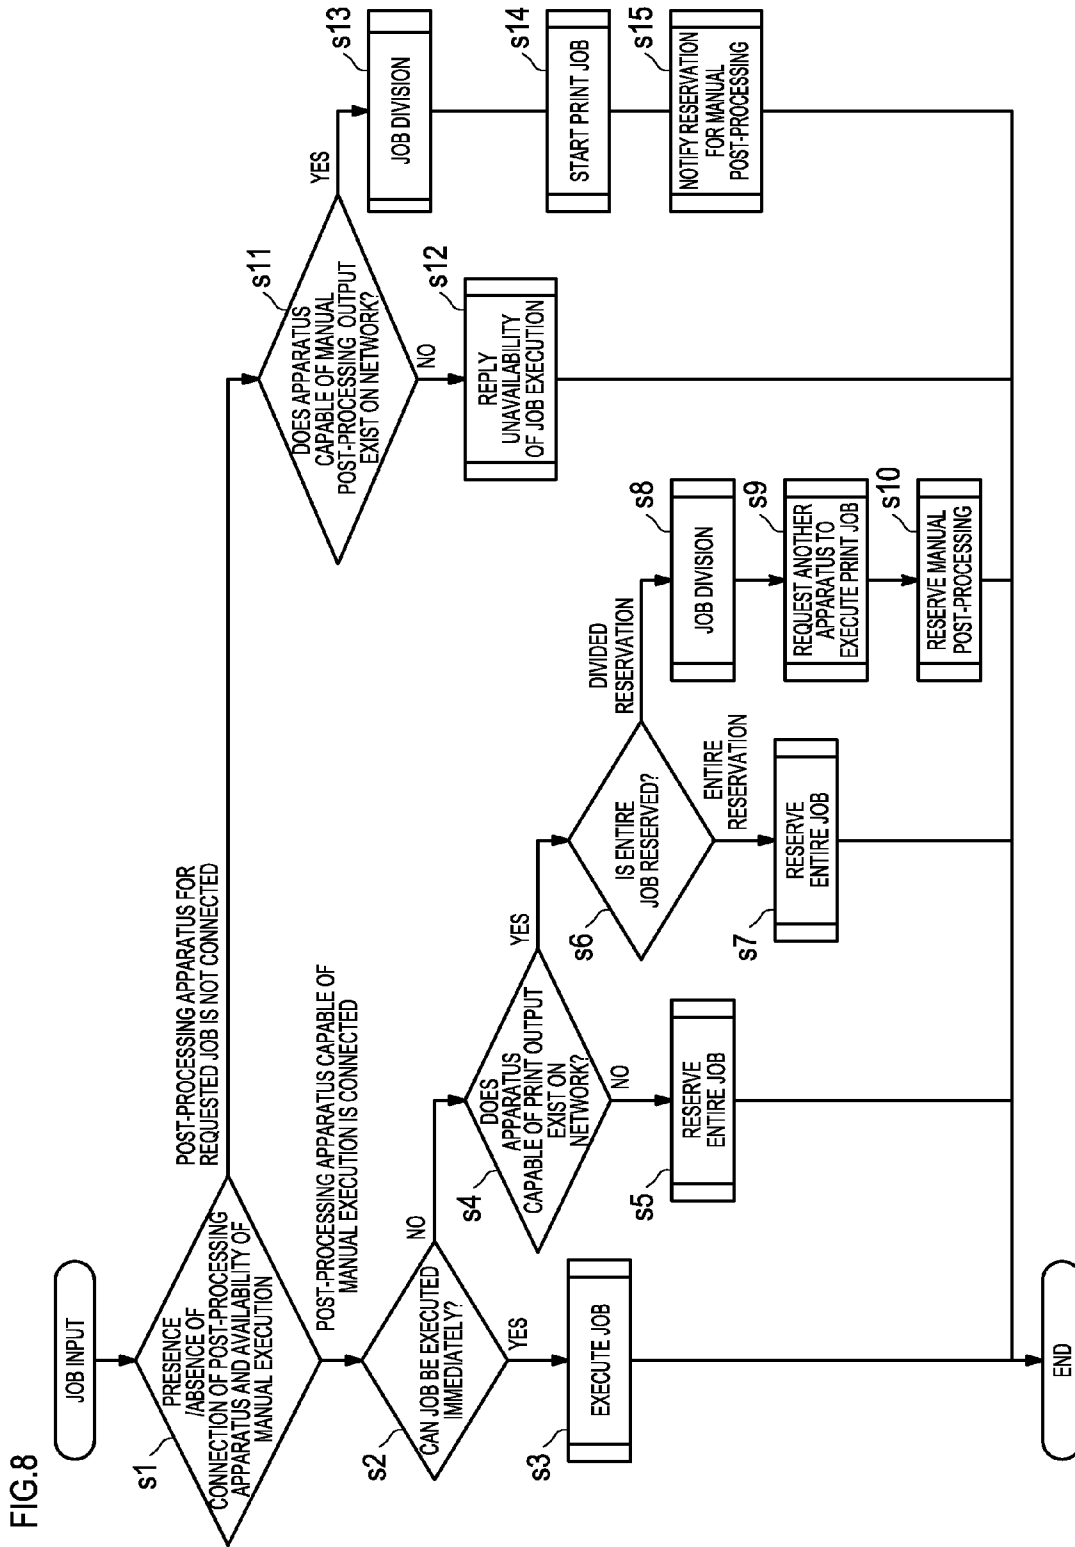 FIG.8
JOB INPUT
s1
PRESENCE
/ABSENCE OF
CONNECTION OF POST-PROCESSING
APPARATUS AND AVAILABILITY OF
MANUAL EXECUTION
POST-PROCESSING APPARATUS FOR
REQUESTED JOB IS NOT CONNECTED
POST-PROCESSING APPARATUS CAPABLE OF
MANUAL EXECUTION IS CONNECTED
s2
CAN JOB BE EXECUTED
IMMEDIATELY?
NO
YES
s3
EXECUTE JOB
s4
DOES
APPARATUS
CAPABLE OF PRINT OUTPUT
EXIST ON
NETWORK?
YES
NO
s5
RESERVE
ENTIRE JOB
s6
IS ENTIRE
JOB RESERVED?
DIVIDED
RESERVATION
ENTIRE
RESERVATION
s7
RESERVE
ENTIRE JOB
s8
JOB DIVISION
s9
REQUEST ANOTHER
APPARATUS TO
EXECUTE PRINT JOB
s10
RESERVE MANUAL
POST-PROCESSING
s11
DOES APPARATUS
CAPABLE OF MANUAL
POST-PROCESSING OUTPUT
EXIST ON NETWORK?
YES
NO
s12
REPLY
UNAVAILABILITY
OF JOB EXECUTION
s13
JOB DIVISION
s14
START PRINT JOB
s15
NOTIFY RESERVATION
FOR MANUAL
POST-PROCESSING
END